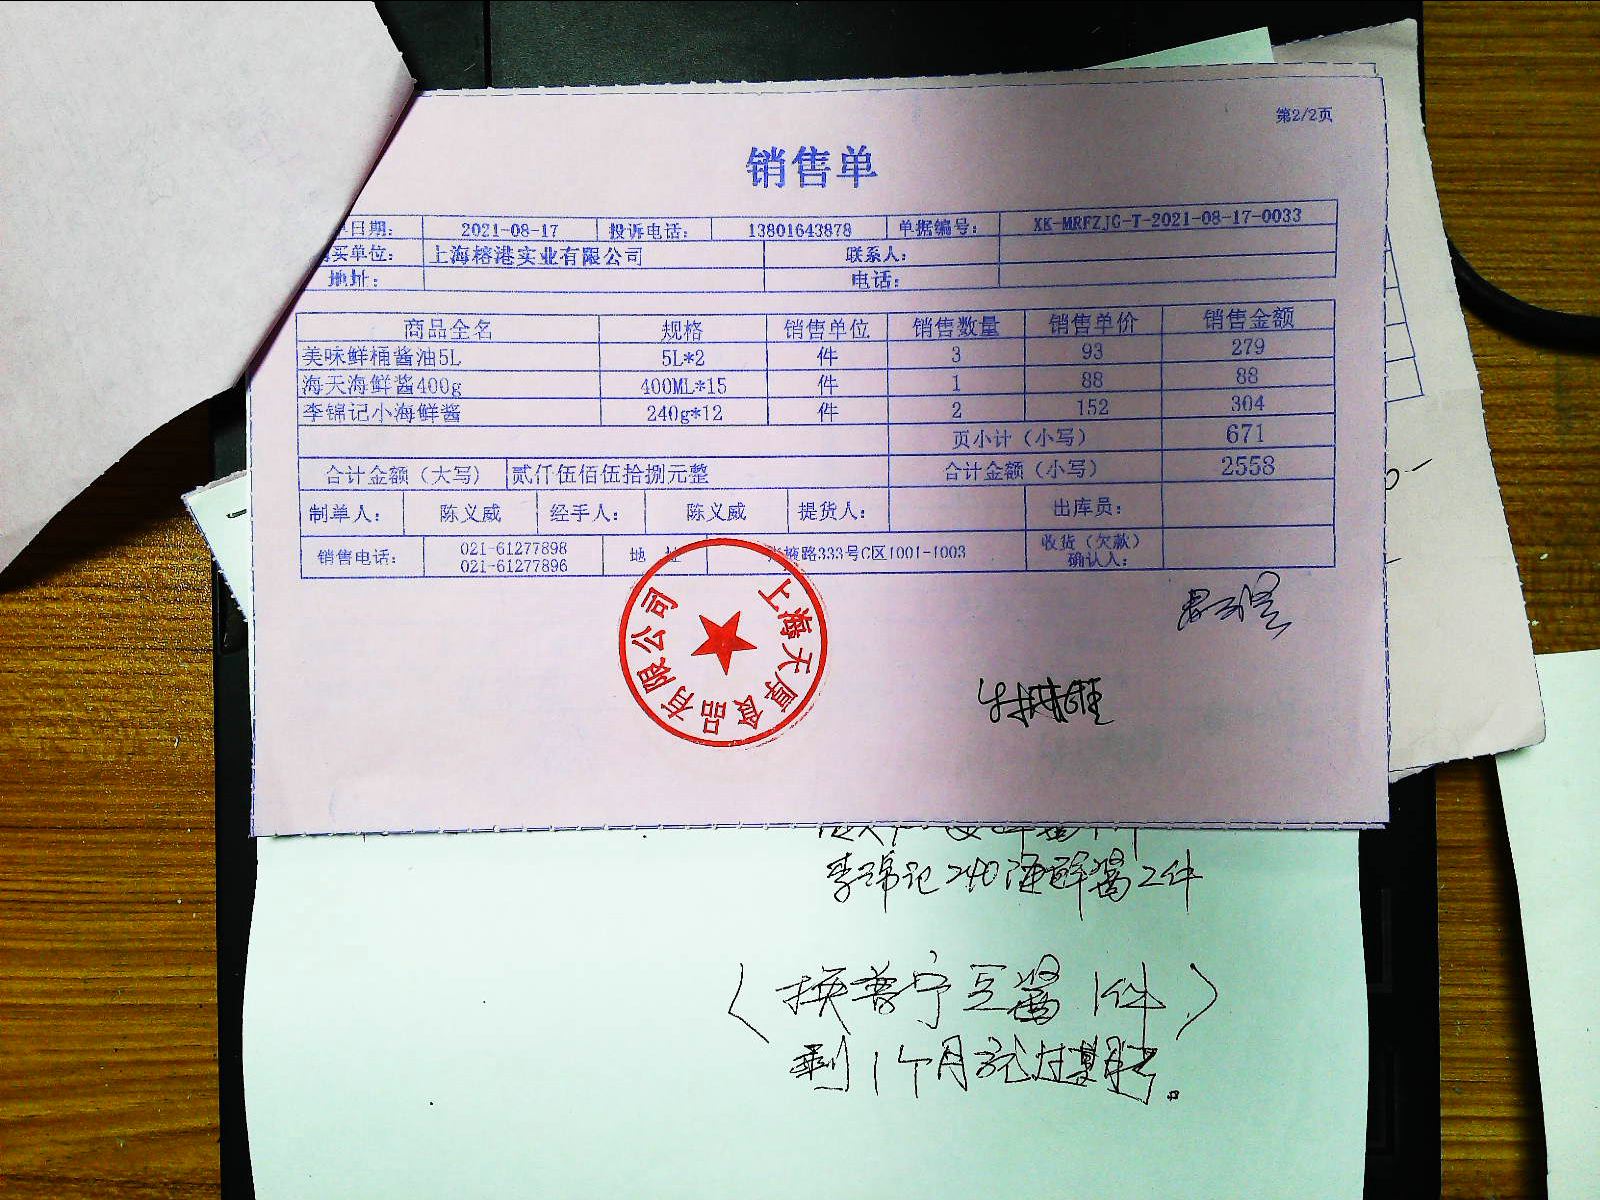 第2/2页
销售单
日期： 2021-08-17 投诉电话： 13801643878 单据编号： XK-MRFZJG-T-2021-08-17-0033
买单位： 上海榕港实业有限公司 联系人：
地址： 电话：
商品全名 规格 销售单位 销售数量 销售单价 销售金额
美味鲜桶酱油5L 5L*2 件 3 93 279
海天海鲜酱400g 400ML*15 件 1 88 88
李锦记小海鲜酱 240g*12 件 2 152 304
页小计（小写） 671
合计金额（大写） 贰仟伍佰伍拾捌元整 合计金额（小写） 2558
制单人： 陈义威 经手人： 陈义威 提货人： 出库员：
销售电话： 021-61277898 地 址 路333号C区1001-1003 收货（欠款）
021-61277896 确认人：
上海天厚食品有限公司
李锦记240海鲜酱2件
（换普宁豆酱1件）
剩1个月就过期了。